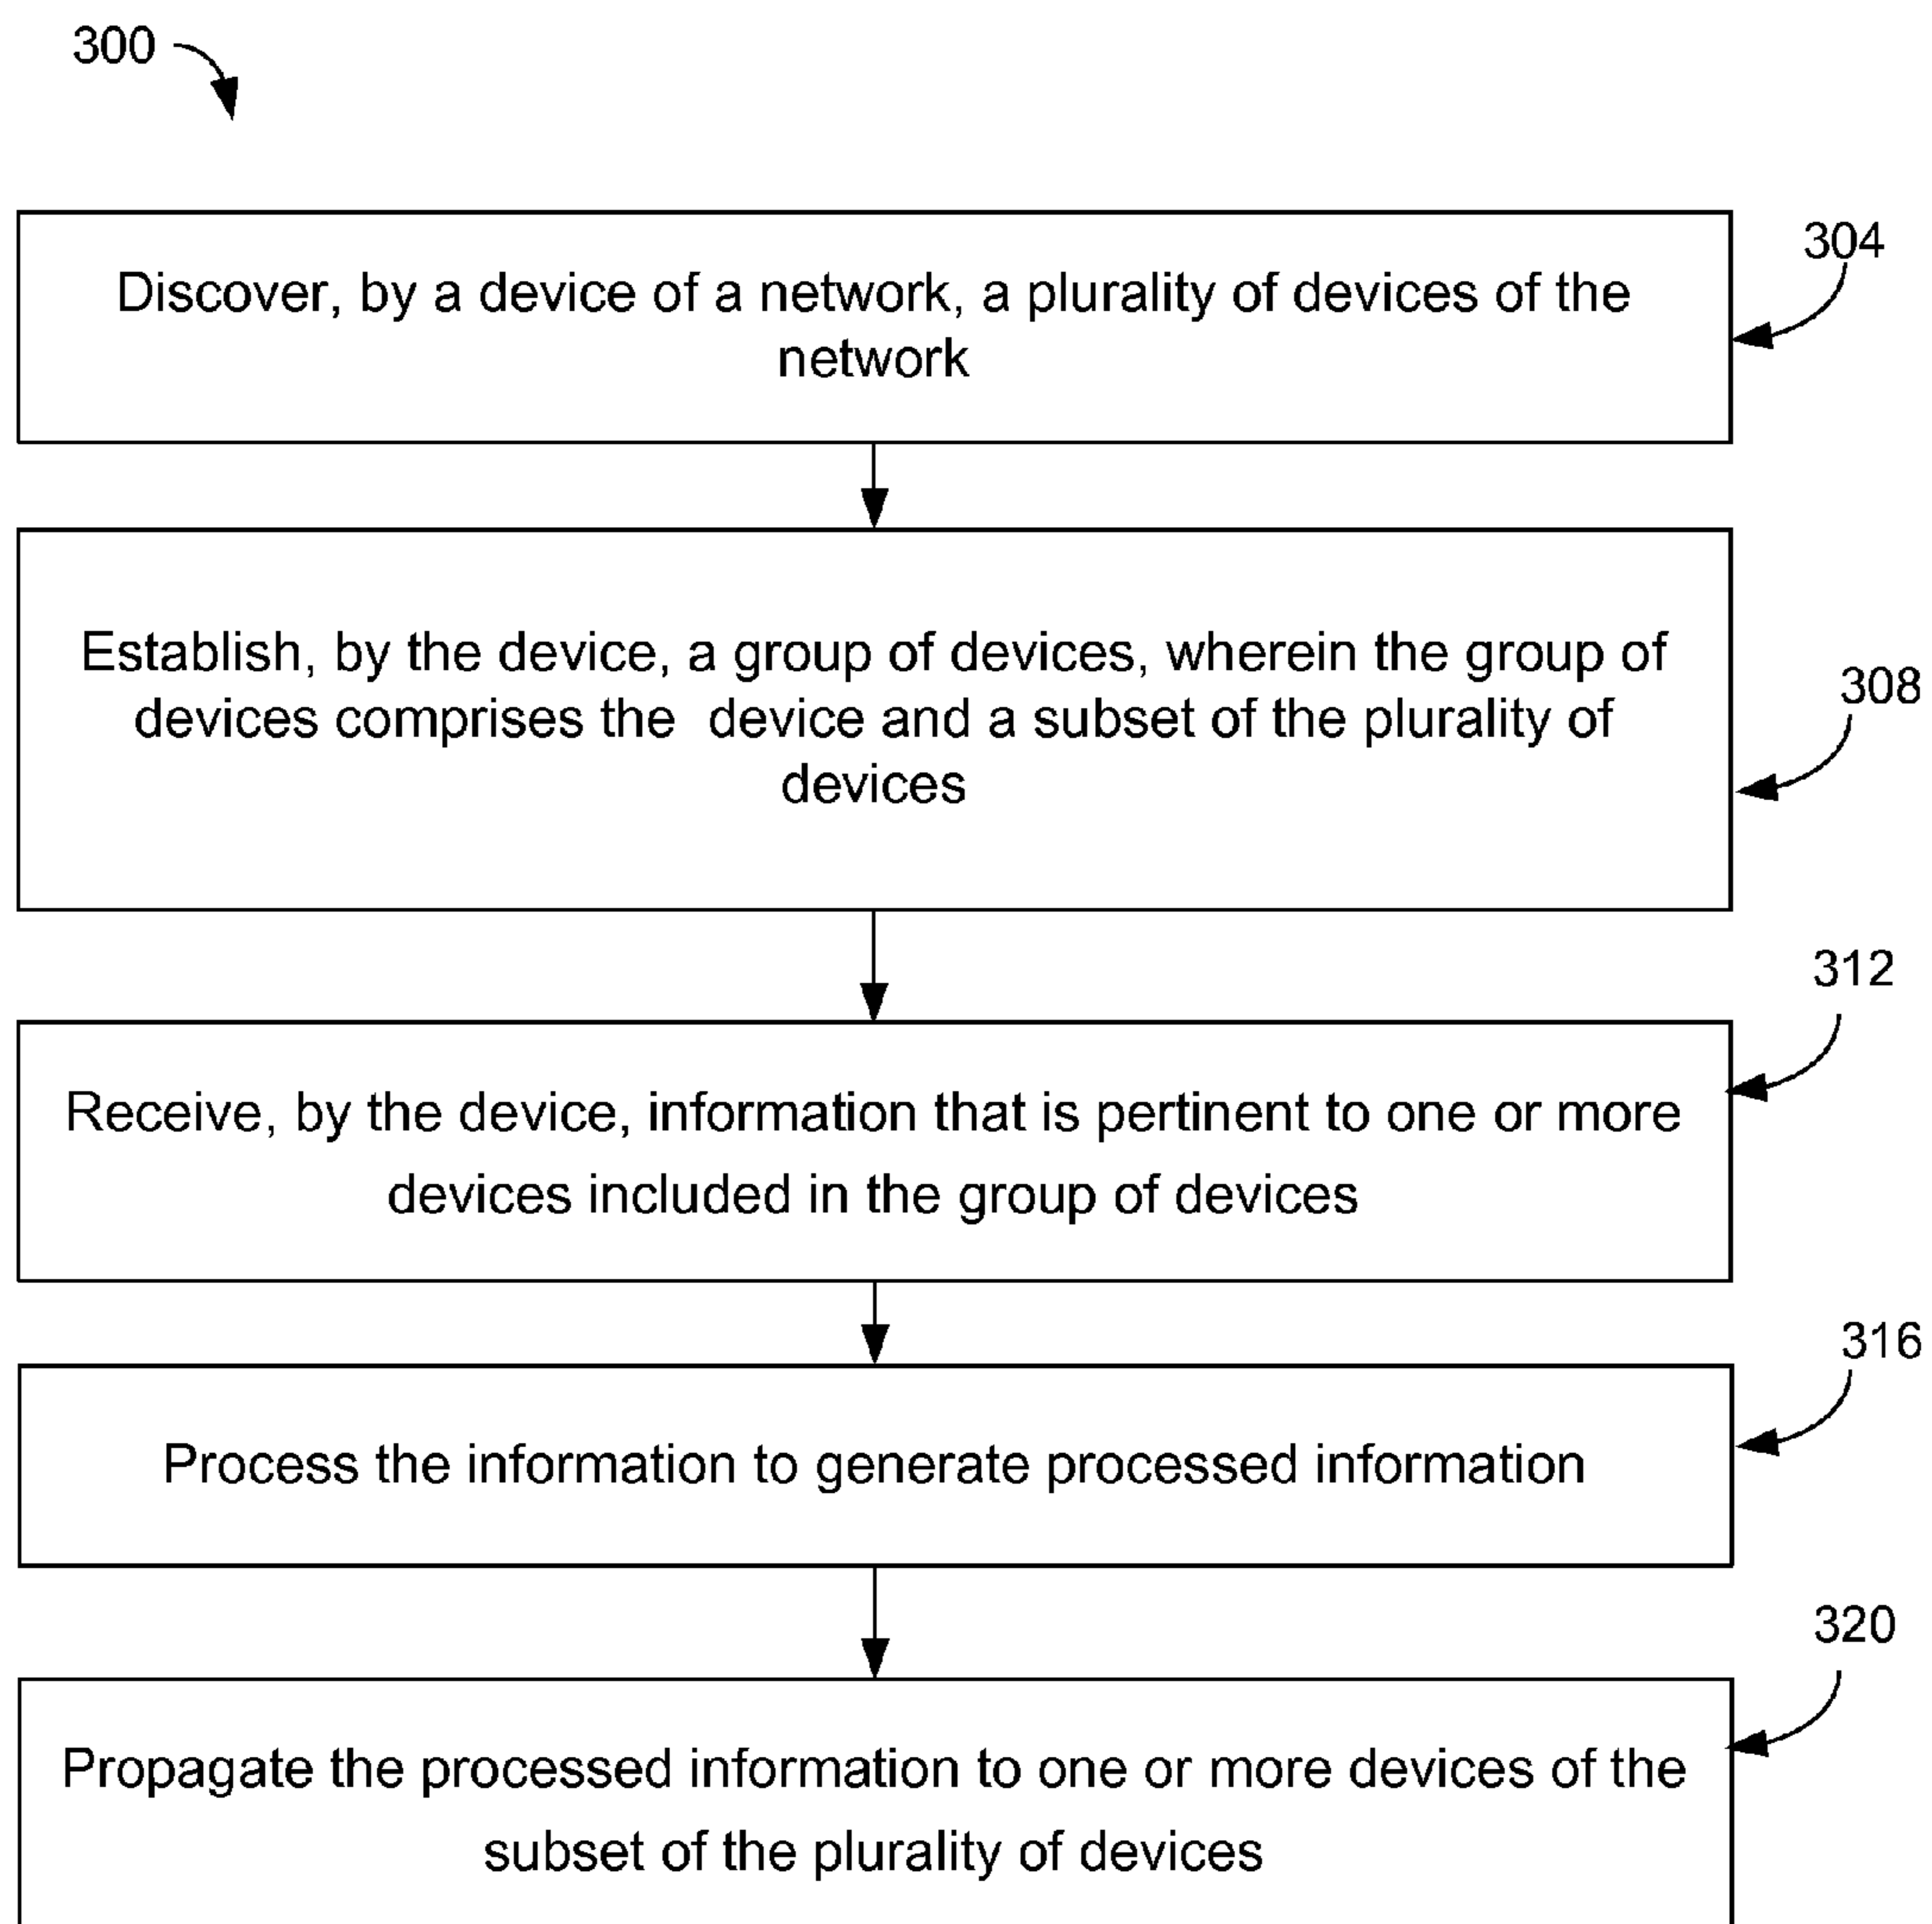 300
304
Discover, by a device of a network, a plurality of devices of the
network
Establish, by the device, a group of devices, wherein the group of
308
devices comprises the device and a subset of the plurality of
devices
312
Receive, by the device, information that is pertinent to one or more
devices included in the group of devices
316
Process the information to generate processed information
320
Propagate the processed information to one or more devices of the
subset of the plurality of devices